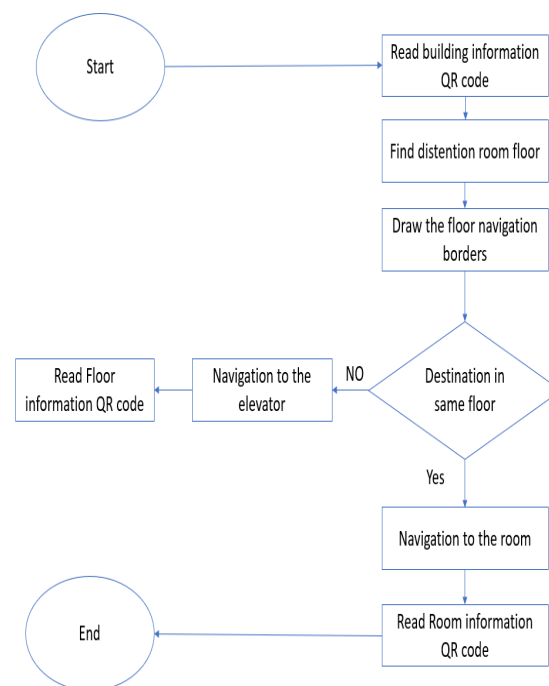 Start
Read building information
QR code
Find distention room floor
Draw the floor navigation
borders
Destination in
same floor
NO
Navigation to the
elevator
Read Floor
information QR code
Yes
Navigation to the room
Read Room information
QR code
End